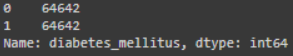 0    64642
1    64642
Name: diabetes_mellitus, dtype: int64